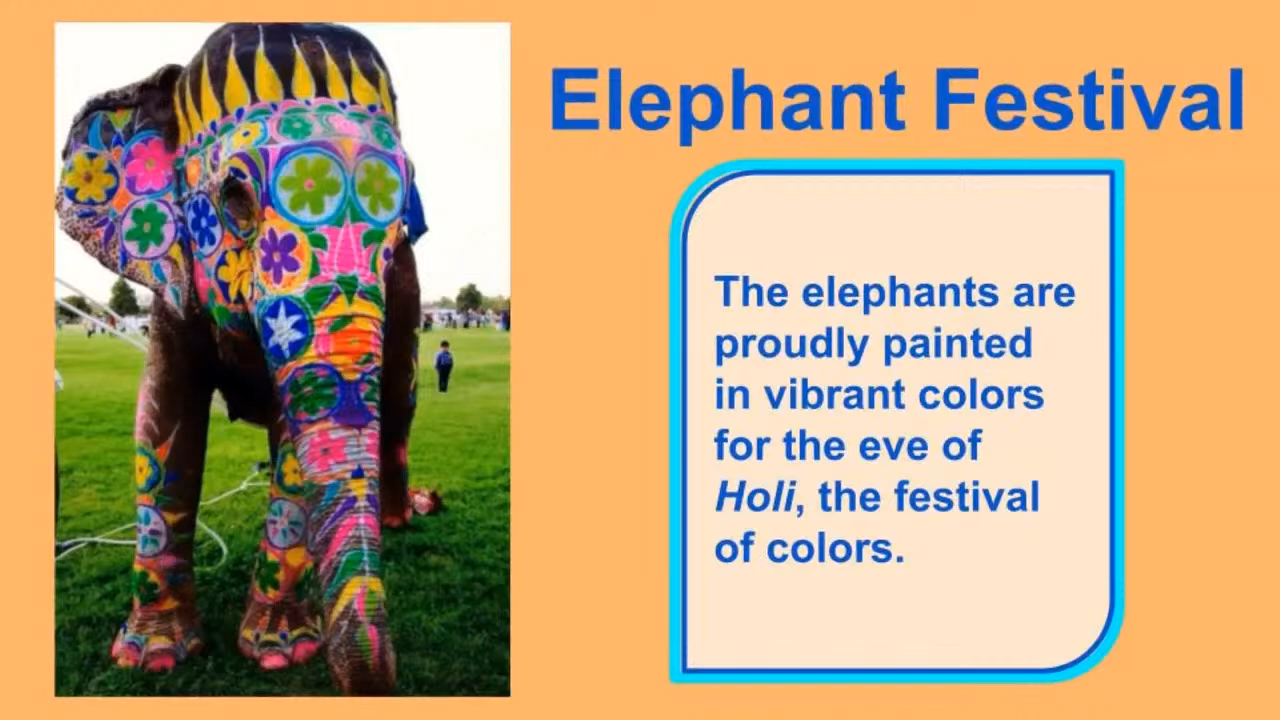 Elephant Festival
The elephants are
proudly painted
in vibrant colors
for the eve of
Holi, the festival
of colors.